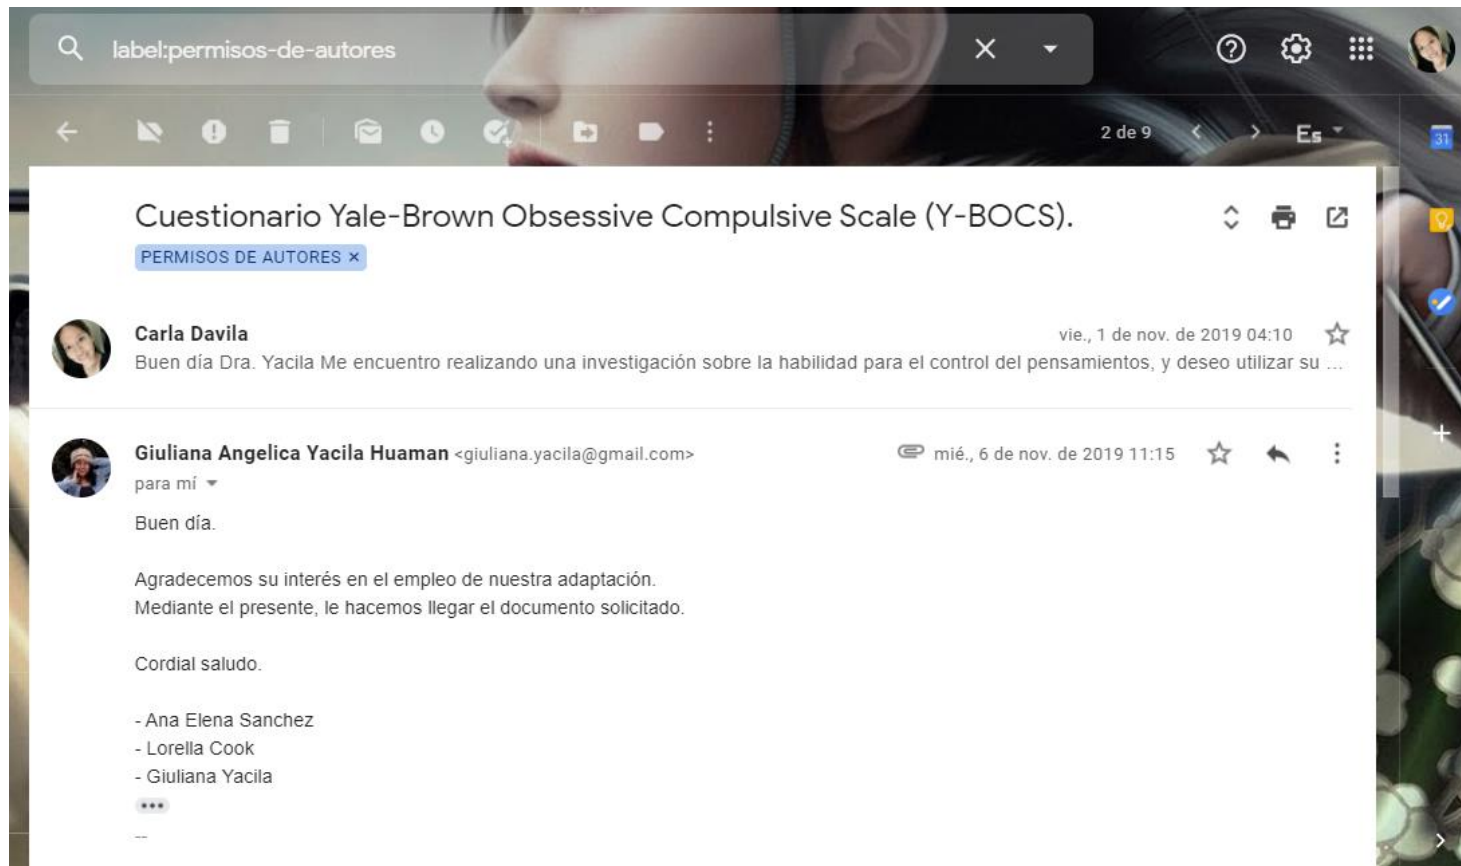 label:permisos-de-autores
2 de 9
Es
31
Cuestionario Yale-Brown Obsessive Compulsive Scale (Y-BOCS).
PERMISOS DE AUTORES ×
Carla Davila vie., 1 de nov. de 2019 04:10
Buen día Dra. Yacila Me encuentro realizando una investigación sobre la habilidad para el control del pensamientos, y deseo utilizar su ...
Giuliana Angelica Yacila Huaman <giuliana.yacila@gmail.com> mié., 6 de nov. de 2019 11:15
para mí
Buen día.
Agradecemos su interés en el empleo de nuestra adaptación.
Mediante el presente, le hacemos llegar el documento solicitado.
Cordial saludo.
- Ana Elena Sanchez
- Lorella Cook
- Giuliana Yacila
--